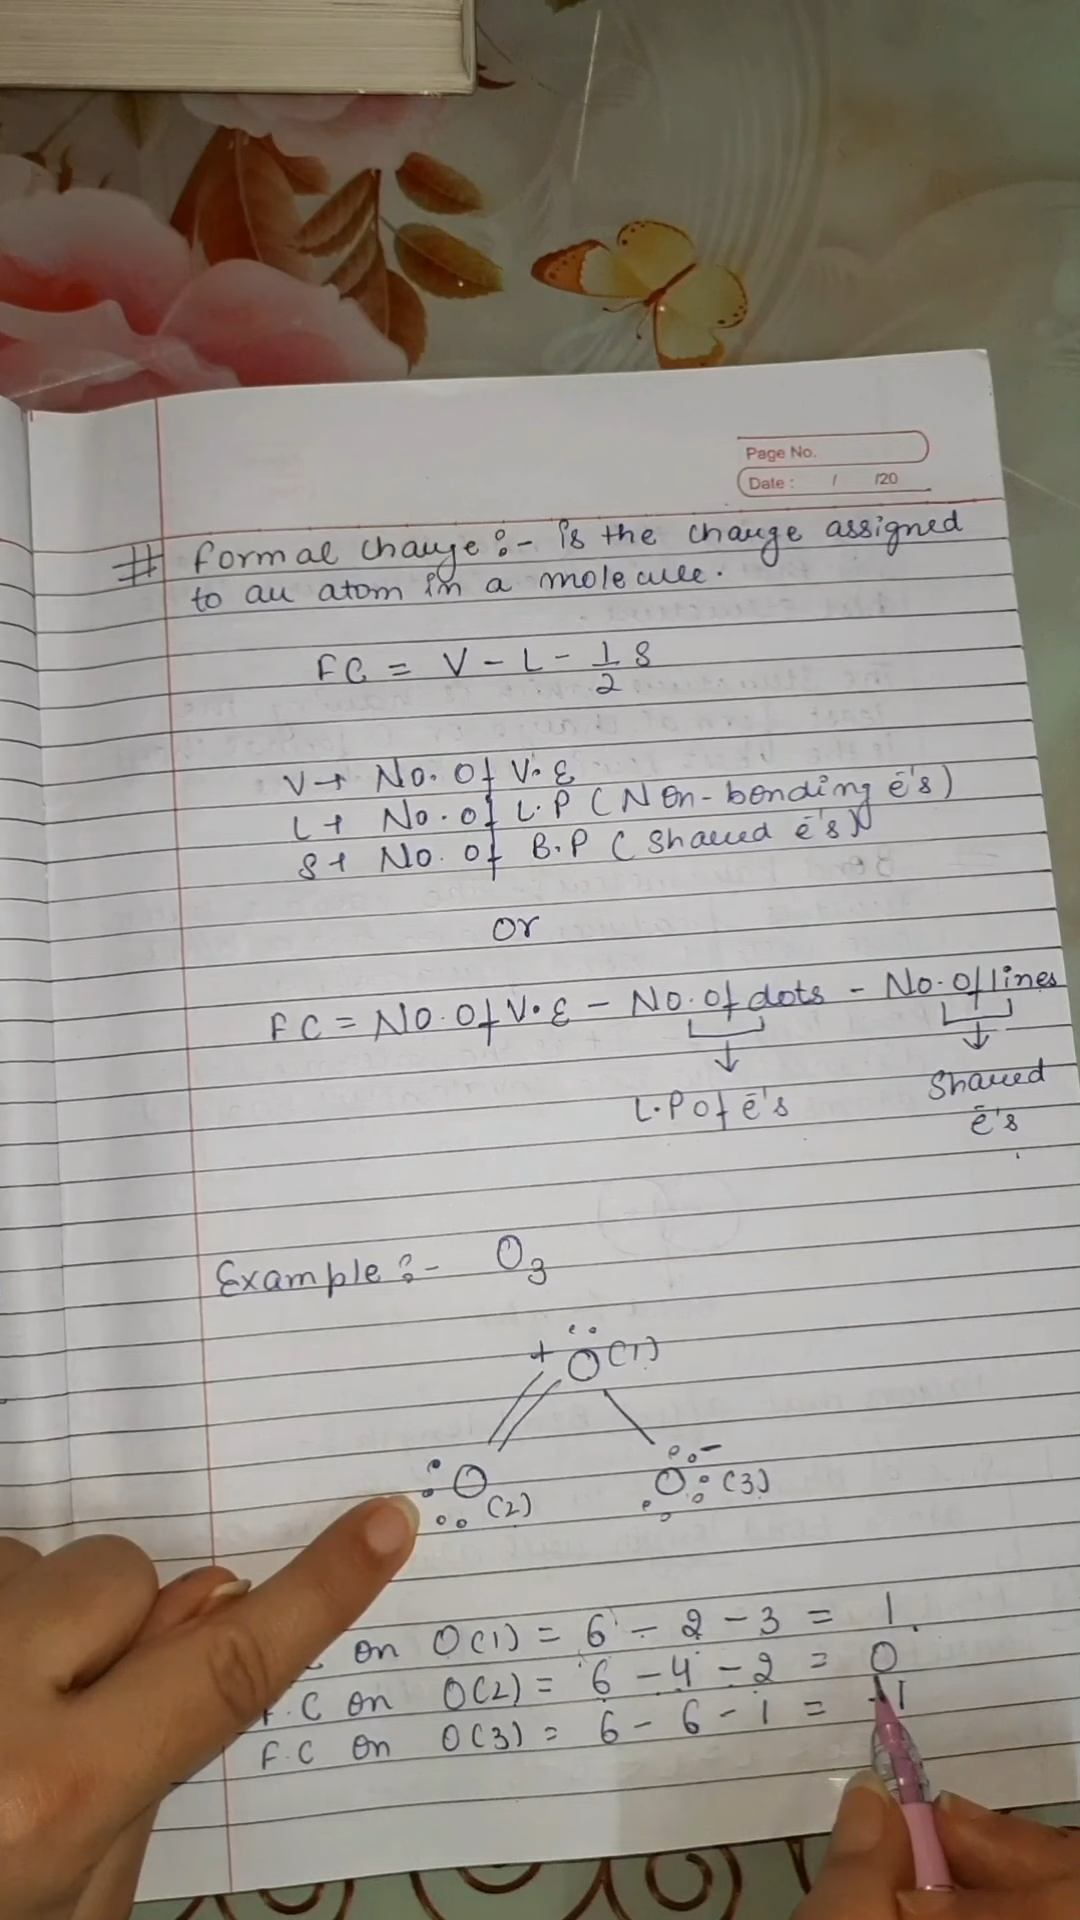 Page No.
Date : / /20
# Formal charge :- is the charge assigned
to an atom in a molecule.
FC = V - L - 1/2 S
V → No. of V.E
L → No. of L.P (Non-bonding ē's)
S → No. of B.P (Shared ē's)
or
FC = No. of V.E - No. of dots - No. of lines
↓ ↓
L.P of ē's Shared
ē's
Example :- O3
+ O (1)
O (2) O (3) -
on O(1) = 6 - 2 - 3 = 1
F.C on O(2) = 6 - 4 - 2 = 0
F.C on O(3) = 6 - 6 - 1 = -1